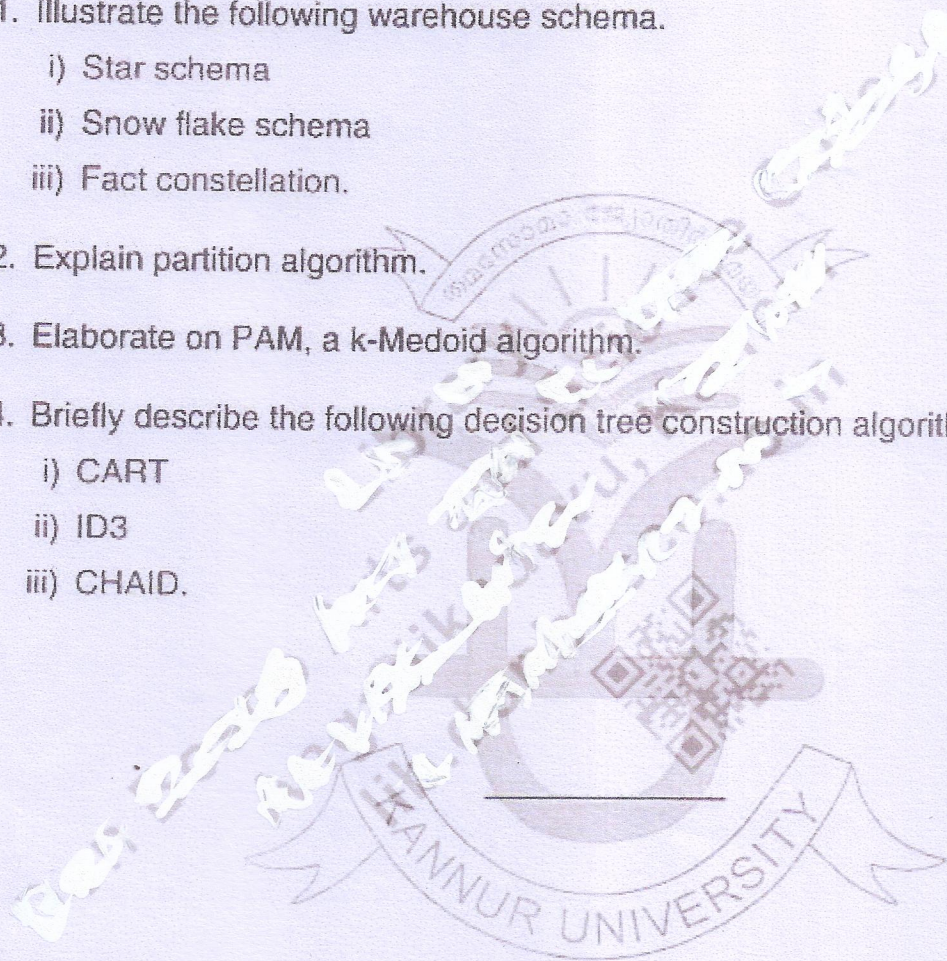 1. Illustrate the following warehouse schema.
i) Star schema
ii) Snow flake schema
iii) Fact constellation.
2. Explain partition algorithm.
3. Elaborate on PAM, a k-Medoid algorithm.
4. Briefly describe the following decision tree construction algorit
i) CART
ii) ID3
iii) CHAID.
KANNUR UNIVERSITY